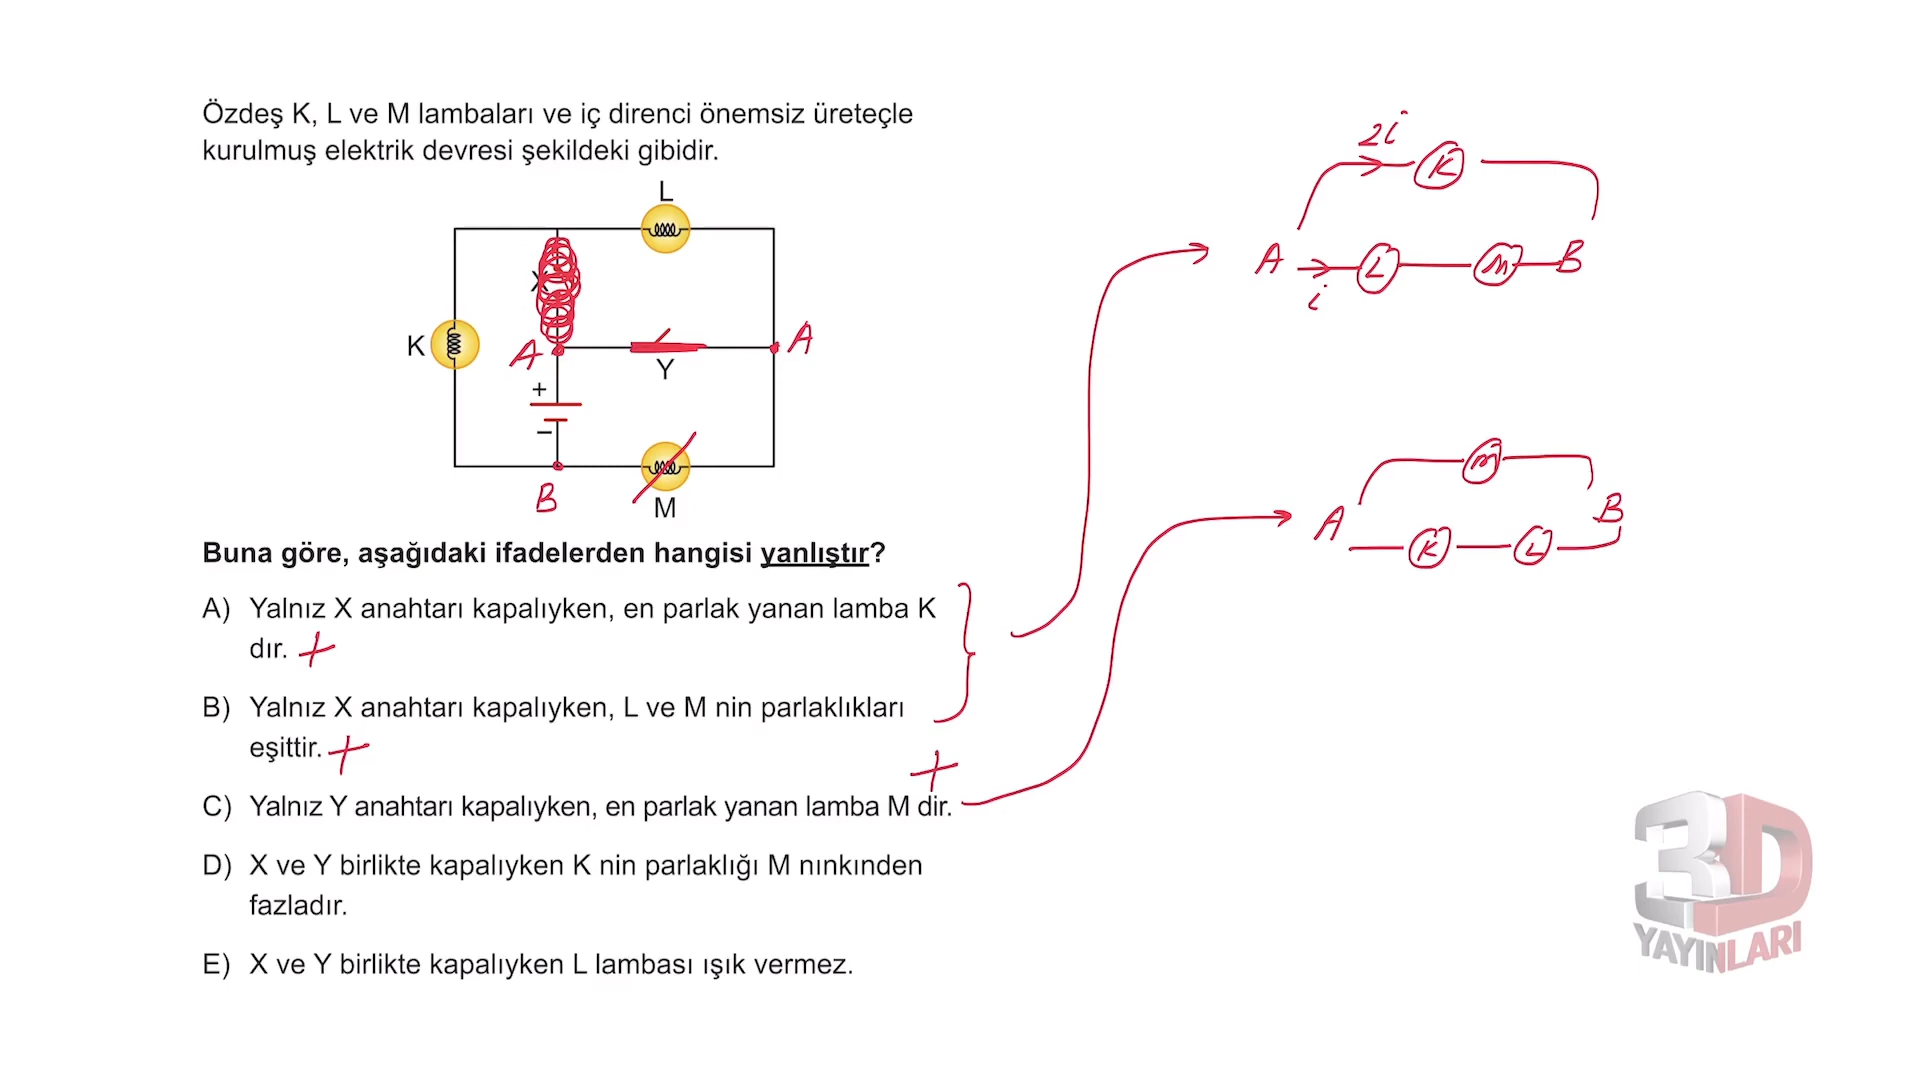 Özdeş K, L ve M lambaları ve iç direnci önemsiz üreteçle
kurulmuş elektrik devresi şekildeki gibidir.
L
X
K
A
A
Y
+
−
B
M
2i
K
A
L
M
B
i
M
A
B
K
L
Buna göre, aşağıdaki ifadelerden hangisi yanlıştır?
A) Yalnız X anahtarı kapalıyken, en parlak yanan lamba K
dır. +
B) Yalnız X anahtarı kapalıyken, L ve M nin parlaklıkları
eşittir. +
+
C) Yalnız Y anahtarı kapalıyken, en parlak yanan lamba M dir.
D) X ve Y birlikte kapalıyken K nin parlaklığı M nınkınden
fazladır.
E) X ve Y birlikte kapalıyken L lambası ışık vermez.
3D
YAYINLARI